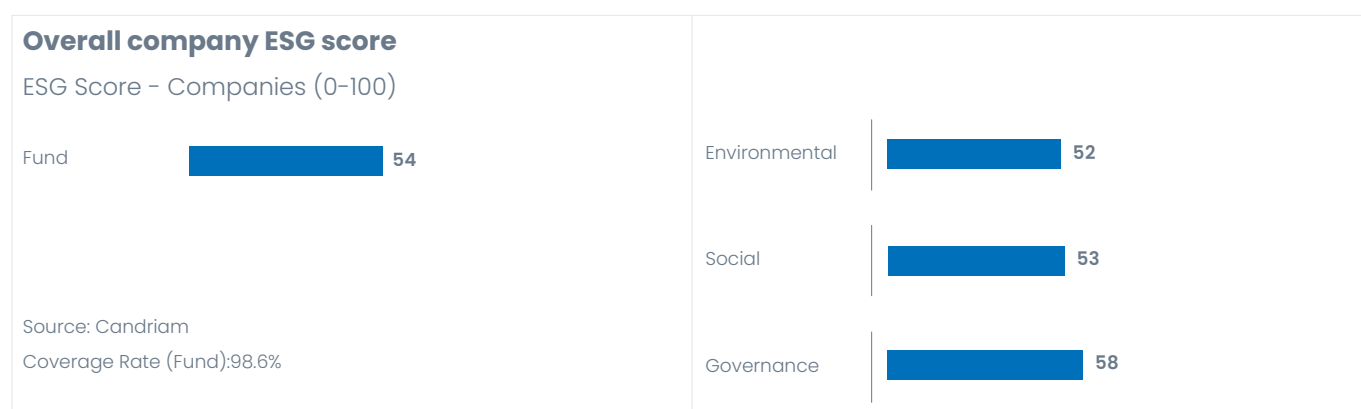 Overall company ESG score
ESG Score - Companies (0-100)
Fund 54
Source: Candriam
Coverage Rate (Fund):98.6%
Environmental 52
Social 53
Governance 58